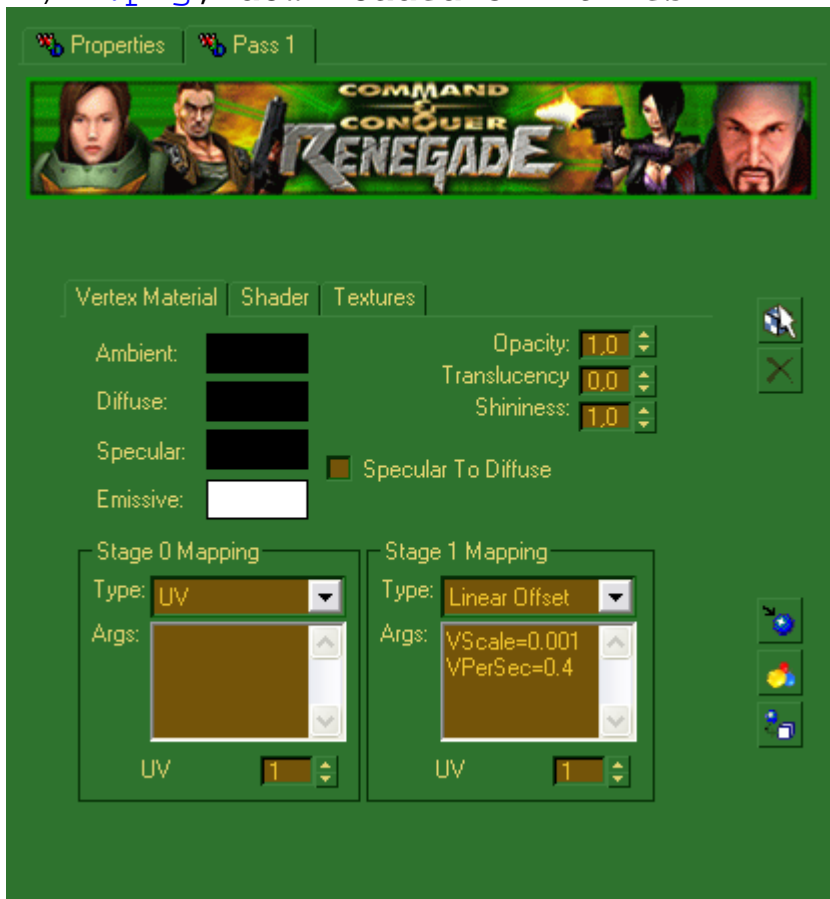 Properties
Pass 1
COMMAND
&
CONQUER
RENEGADE
Vertex Material Shader Textures
Ambient:
Opacity: 1,0
Translucency 0,0
Diffuse:
Shininess: 1,0
Specular:
Specular To Diffuse
Emissive:
Stage 0 Mapping
Type: UV
Args:
UV 1
Stage 1 Mapping
Type: Linear Offset
Args: VScale=0.001
VPerSec=0.4
UV 1